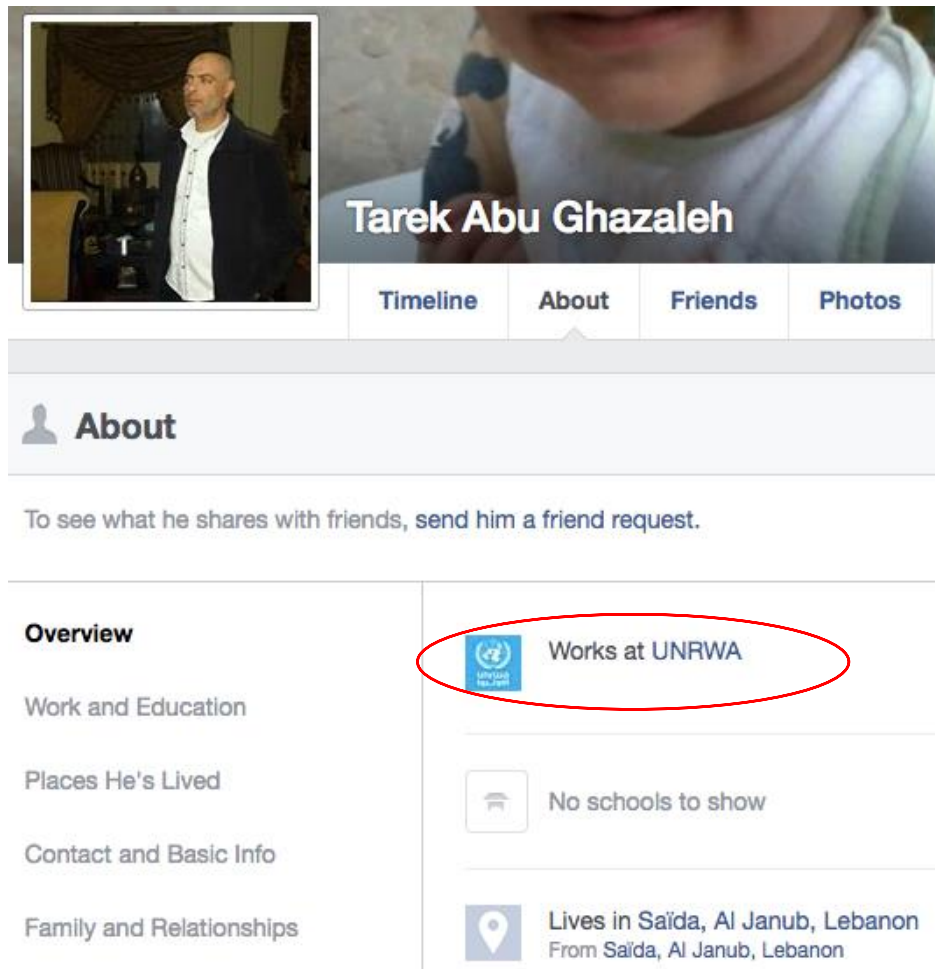 Tarek Abu Ghazaleh
Timeline About Friends Photos
About
To see what he shares with friends, send him a friend request.
Overview
Work and Education
Places He's Lived
Contact and Basic Info
Family and Relationships
unrwa
Works at UNRWA
No schools to show
Lives in Saïda, Al Janub, Lebanon
From Saïda, Al Janub, Lebanon